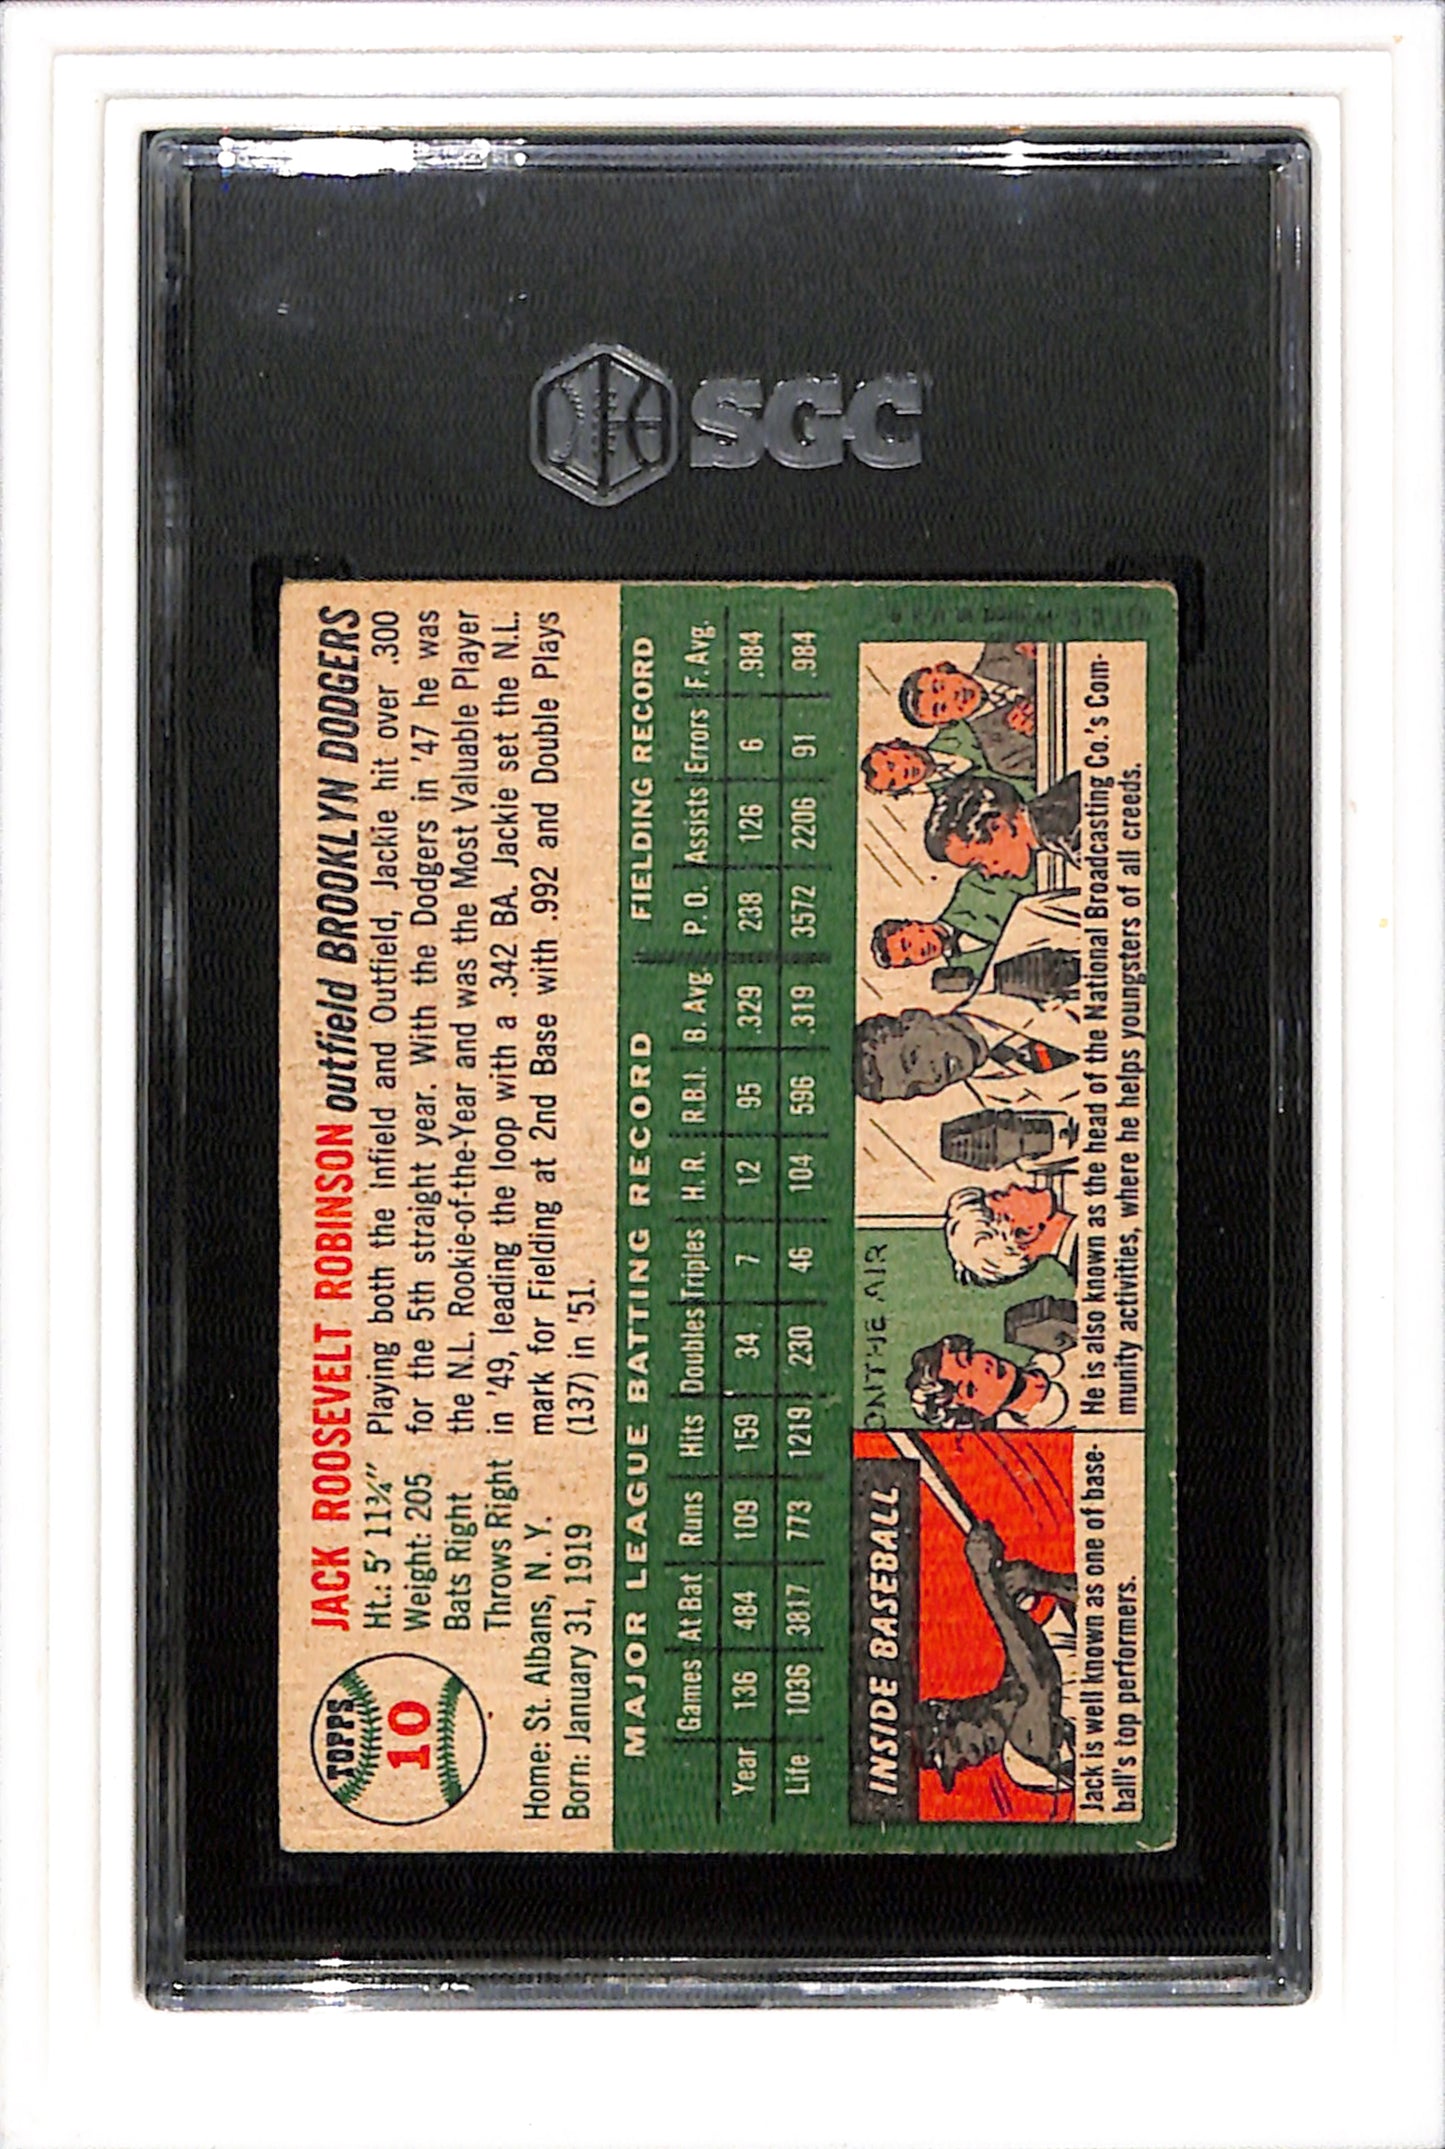 SGC
TOPPS
10
JACK ROOSEVELT ROBINSON outfield BROOKLYN DODGERS
Ht.: 5' 11¾"
Weight: 205
Bats Right
Throws Right
Home: St. Albans, N. Y.
Born: January 31, 1919
Playing both the Infield and Outfield, Jackie hit over .300
for the 5th straight year. With the Dodgers in '47 he was
the N.L. Rookie-of-the-Year and was the Most Valuable Player
in '49, leading the loop with a .342 BA. Jackie set the N.L.
mark for Fielding at 2nd Base with .992 and Double Plays
(137) in '51.
MAJOR LEAGUE BATTING RECORD FIELDING RECORD
Games At Bat Runs Hits Doubles Triples H. R. R.B.I. B. Avg. P. O. Assists Errors F. Avg.
Year 136 484 109 159 34 7 12 95 .329 238 126 6 .984
Life 1036 3817 773 1219 230 46 104 596 .319 3572 2206 91 .984
INSIDE BASEBALL
Jack is well known as one of base-
ball's top performers.
ON THE AIR
He is also known as the head of the National Broadcasting Co.'s Com-
munity activities, where he helps youngsters of all creeds.